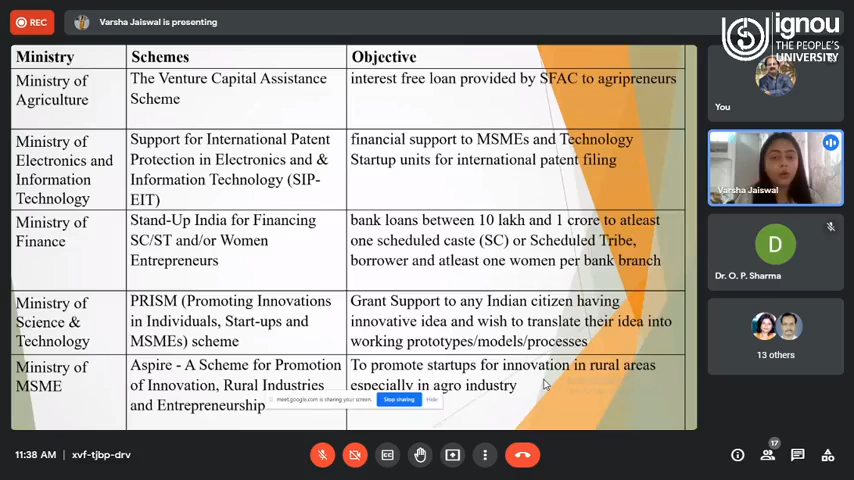 REC
Varsha Jaiswal is presenting
ignou
THE PEOPLE'S
UNIVERSITY
Ministry Schemes Objective
Ministry of Agriculture
The Venture Capital Assistance
Scheme
interest free loan provided by SFAC to agripreneurs
Ministry of
Electronics and
Information
Technology
Support for International Patent
Protection in Electronics and &
Information Technology (SIP-
EIT)
financial support to MSMEs and Technology
Startup units for international patent filing
Ministry of
Finance
Stand-Up India for Financing
SC/ST and/or Women
Entrepreneurs
bank loans between 10 lakh and 1 crore to atleast
one scheduled caste (SC) or Scheduled Tribe,
borrower and atleast one women per bank branch
Ministry of
Science &
Technology
PRISM (Promoting Innovations
in Individuals, Start-ups and
MSMEs) scheme
Grant Support to any Indian citizen having
innovative idea and wish to translate their idea into
working prototypes/models/processes
Ministry of
MSME
Aspire - A Scheme for Promotion
of Innovation, Rural Industries
and Entrepreneurship
To promote startups for innovation in rural areas
especially in agro industry
meet.google.com is sharing your screen.
Stop sharing
Hide
You
Varsha Jaiswal
D
Dr. O. P. Sharma
13 others
11:38 AM
xvf-tjbp-drv
CC
17